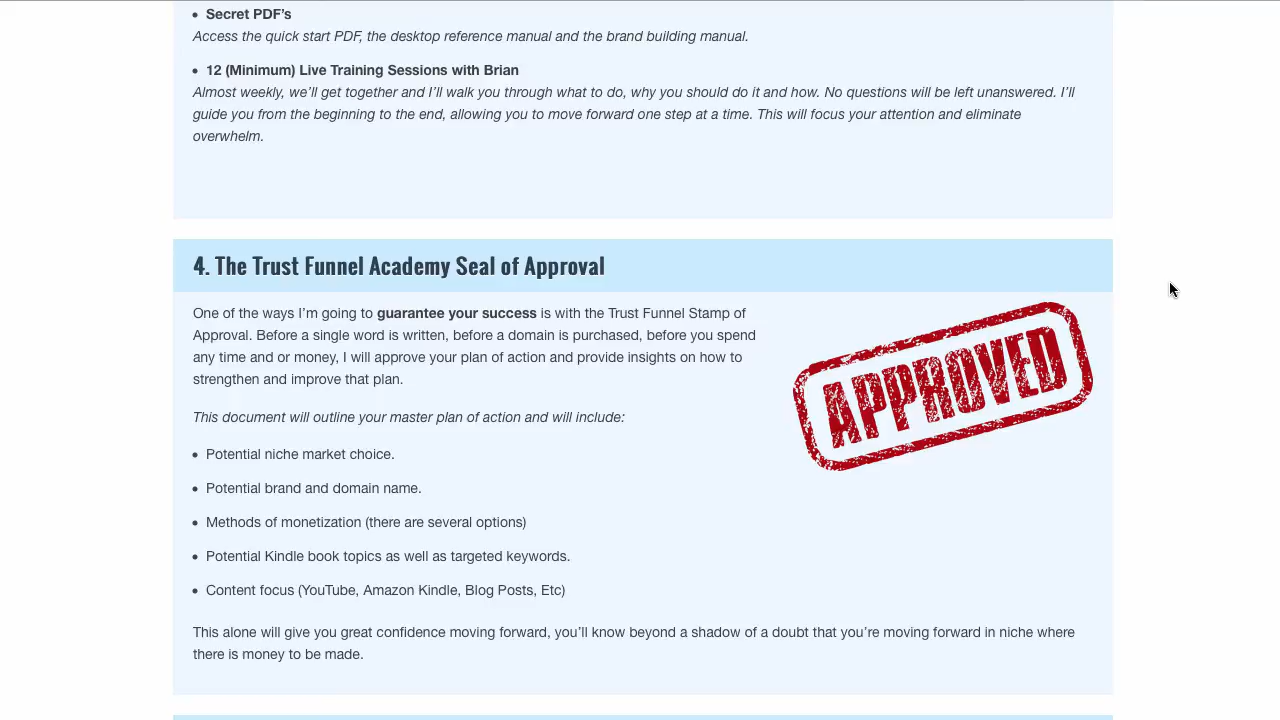 • Secret PDF's
Access the quick start PDF, the desktop reference manual and the brand building manual.
• 12 (Minimum) Live Training Sessions with Brian
Almost weekly, we'll get together and I'll walk you through what to do, why you should do it and how. No questions will be left unanswered. I'll
guide you from the beginning to the end, allowing you to move forward one step at a time. This will focus your attention and eliminate
overwhelm.
4. The Trust Funnel Academy Seal of Approval
One of the ways I'm going to guarantee your success is with the Trust Funnel Stamp of
Approval. Before a single word is written, before a domain is purchased, before you spend
any time and or money, I will approve your plan of action and provide insights on how to
strengthen and improve that plan.
APPROVED
This document will outline your master plan of action and will include:
• Potential niche market choice.
• Potential brand and domain name.
• Methods of monetization (there are several options)
• Potential Kindle book topics as well as targeted keywords.
• Content focus (YouTube, Amazon Kindle, Blog Posts, Etc)
This alone will give you great confidence moving forward, you'll know beyond a shadow of a doubt that you're moving forward in niche where
there is money to be made.